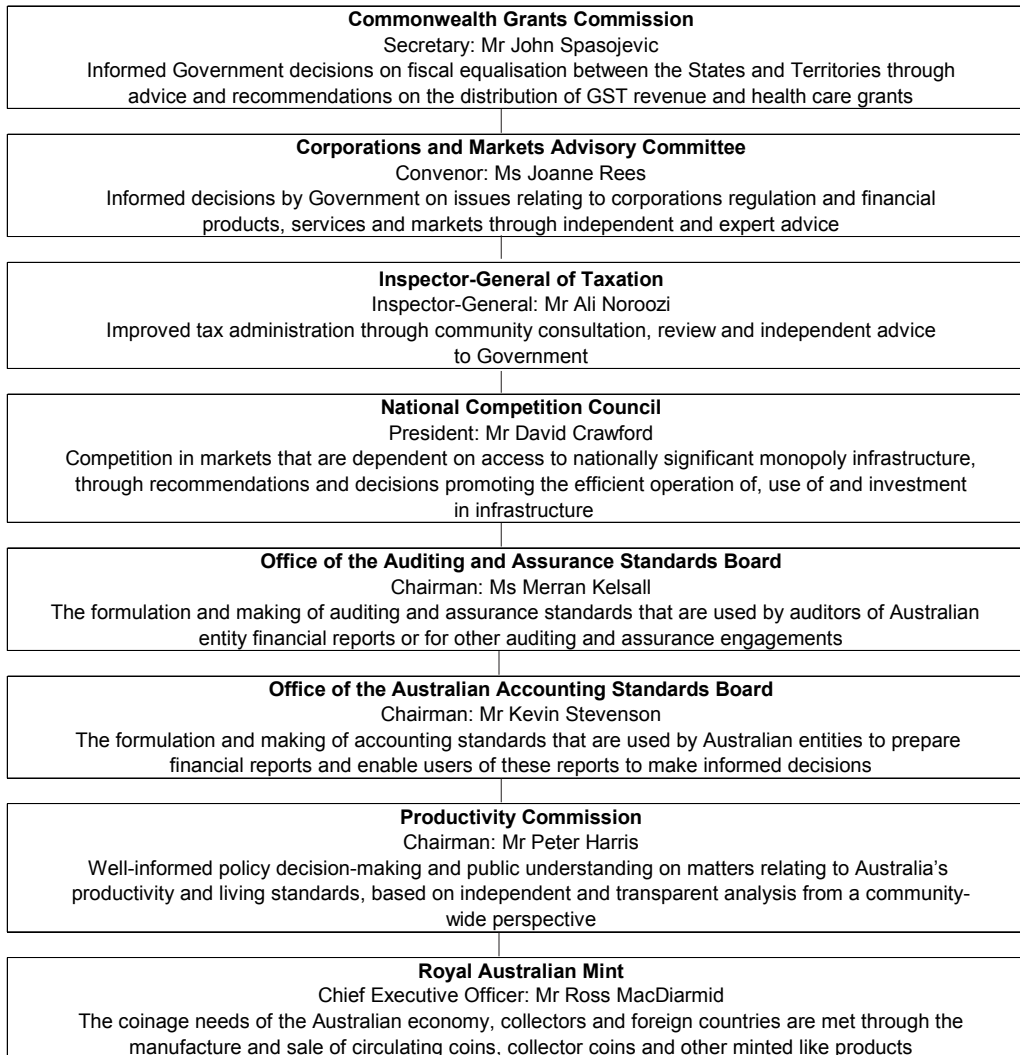 Commonwealth Grants Commission
Secretary: Mr John Spasojevic
Informed Government decisions on fiscal equalisation between the States and Territories through
advice and recommendations on the distribution of GST revenue and health care grants
Corporations and Markets Advisory Committee
Convenor: Ms Joanne Rees
Informed decisions by Government on issues relating to corporations regulation and financial
products, services and markets through independent and expert advice
Inspector-General of Taxation
Inspector-General: Mr Ali Noroozi
Improved tax administration through community consultation, review and independent advice
to Government
National Competition Council
President: Mr David Crawford
Competition in markets that are dependent on access to nationally significant monopoly infrastructure,
through recommendations and decisions promoting the efficient operation of, use of and investment
in infrastructure
Office of the Auditing and Assurance Standards Board
Chairman: Ms Merran Kelsall
The formulation and making of auditing and assurance standards that are used by auditors of Australian
entity financial reports or for other auditing and assurance engagements
Office of the Australian Accounting Standards Board
Chairman: Mr Kevin Stevenson
The formulation and making of accounting standards that are used by Australian entities to prepare
financial reports and enable users of these reports to make informed decisions
Productivity Commission
Chairman: Mr Peter Harris
Well-informed policy decision-making and public understanding on matters relating to Australia’s
productivity and living standards, based on independent and transparent analysis from a community-
wide perspective
Royal Australian Mint
Chief Executive Officer: Mr Ross MacDiarmid
The coinage needs of the Australian economy, collectors and foreign countries are met through the
manufacture and sale of circulating coins, collector coins and other minted like products